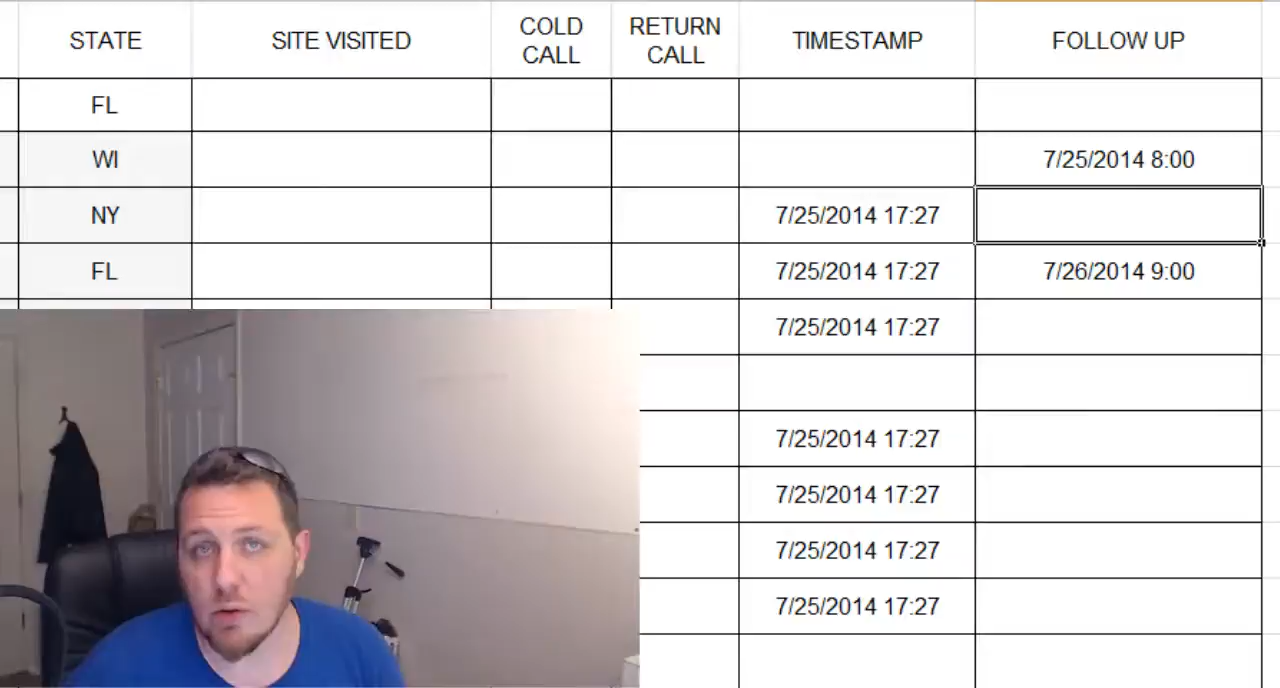 STATE SITE VISITED COLD CALL RETURN CALL TIMESTAMP FOLLOW UP
FL
WI 7/25/2014 8:00
NY 7/25/2014 17:27
FL 7/25/2014 17:27 7/26/2014 9:00
7/25/2014 17:27
7/25/2014 17:27
7/25/2014 17:27
7/25/2014 17:27
7/25/2014 17:27